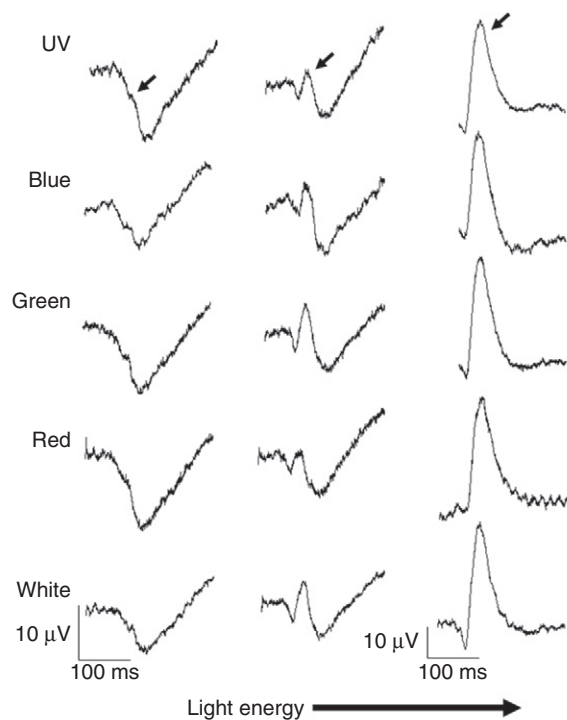 UV
Blue
Green
Red
White
10 μV
100 ms
10 μV
100 ms
Light energy